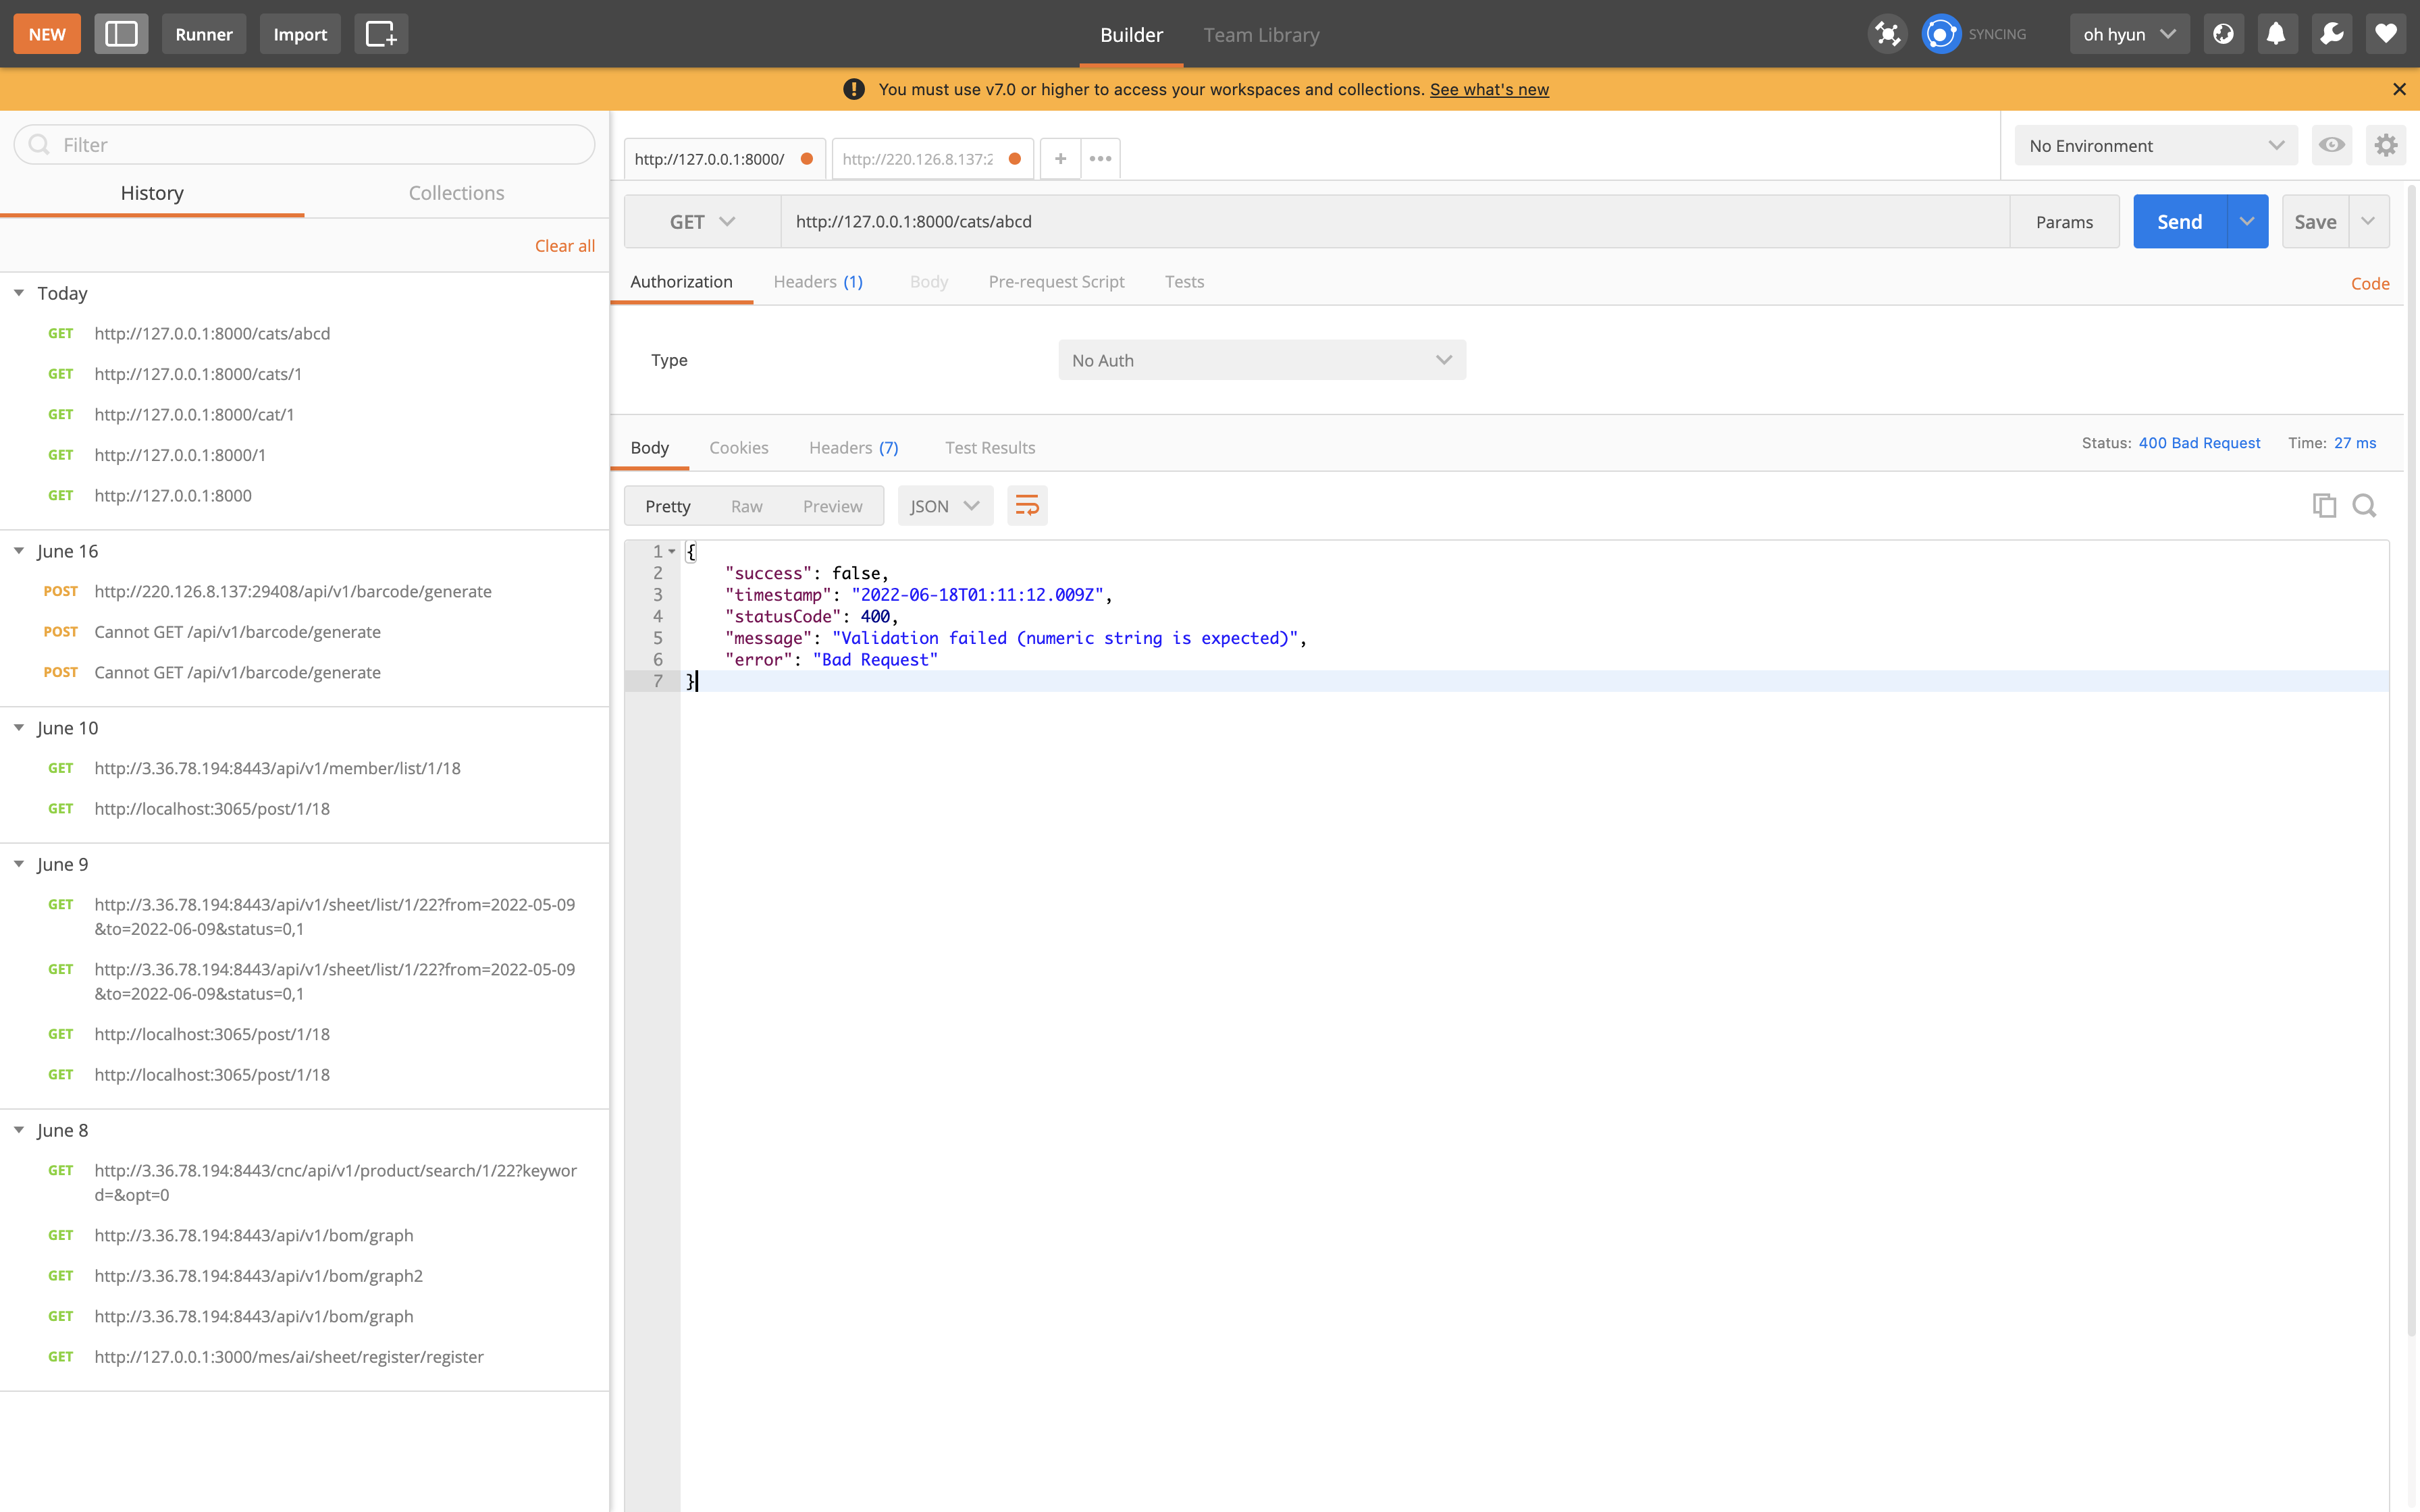 NEW
Runner
Import
Builder
Team Library
SYNCING
oh hyun
You must use v7.0 or higher to access your workspaces and collections. See what's new
Filter
History
Collections
Clear all
Today
GET http://127.0.0.1:8000/cats/abcd
GET http://127.0.0.1:8000/cats/1
GET http://127.0.0.1:8000/cat/1
GET http://127.0.0.1:8000/1
GET http://127.0.0.1:8000
June 16
POST http://220.126.8.137:29408/api/v1/barcode/generate
POST Cannot GET /api/v1/barcode/generate
POST Cannot GET /api/v1/barcode/generate
June 10
GET http://3.36.78.194:8443/api/v1/member/list/1/18
GET http://localhost:3065/post/1/18
June 9
GET http://3.36.78.194:8443/api/v1/sheet/list/1/22?from=2022-05-09
&to=2022-06-09&status=0,1
GET http://3.36.78.194:8443/api/v1/sheet/list/1/22?from=2022-05-09
&to=2022-06-09&status=0,1
GET http://localhost:3065/post/1/18
GET http://localhost:3065/post/1/18
June 8
GET http://3.36.78.194:8443/cnc/api/v1/product/search/1/22?keywor
d=&opt=0
GET http://3.36.78.194:8443/api/v1/bom/graph
GET http://3.36.78.194:8443/api/v1/bom/graph2
GET http://3.36.78.194:8443/api/v1/bom/graph
GET http://127.0.0.1:3000/mes/ai/sheet/register/register
http://127.0.0.1:8000/
http://220.126.8.137:2
+
•••
No Environment
GET
http://127.0.0.1:8000/cats/abcd
Params
Send
Save
Authorization
Headers (1)
Body
Pre-request Script
Tests
Code
Type
No Auth
Body
Cookies
Headers (7)
Test Results
Status: 400 Bad Request
Time: 27 ms
Pretty
Raw
Preview
JSON
1 {
2 "success": false,
3 "timestamp": "2022-06-18T01:11:12.009Z",
4 "statusCode": 400,
5 "message": "Validation failed (numeric string is expected)",
6 "error": "Bad Request"
7 }